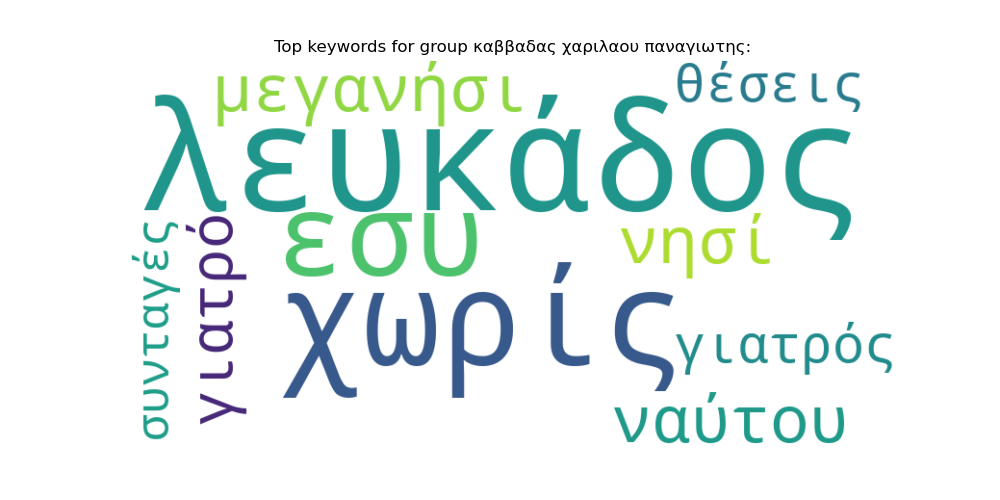 Top keywords for group καββαδας χαριλαου παναγιωτης:
μεγανήσι
θέσεις
λευκάδος
συνταγές
γιατρό
εσυ
νησί
χωρίς
γιατρός
ναύτου